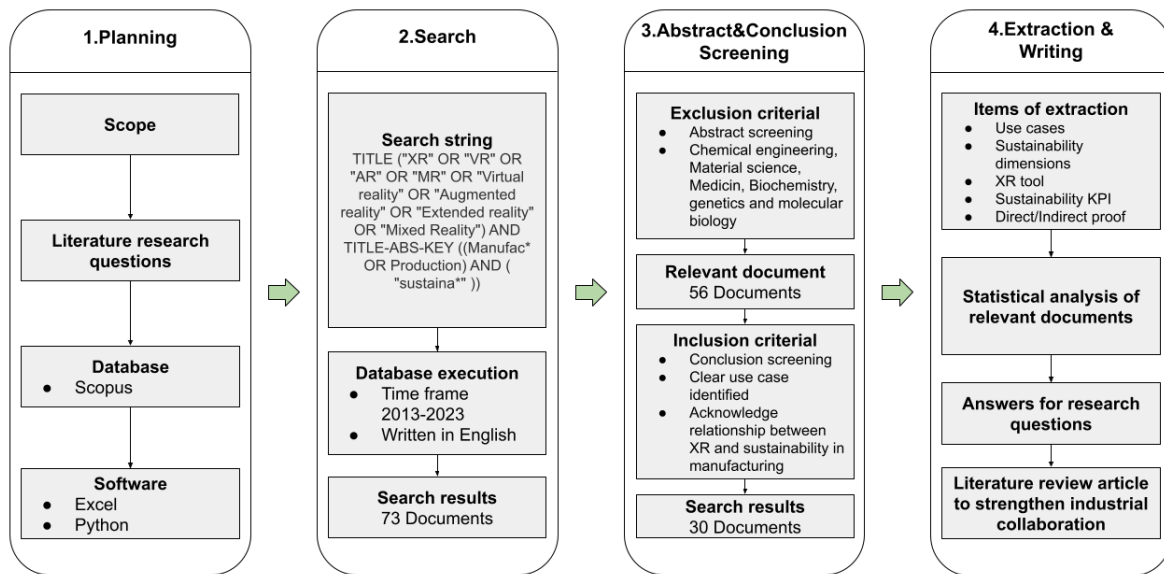 1.Planning
Scope
Literature research
questions
Database
● Scopus
Software
● Excel
● Python
2.Search
Search string
TITLE ("XR" OR "VR" OR
"AR" OR "MR" OR "Virtual
reality" OR "Augmented
reality" OR "Extended reality"
OR "Mixed Reality") AND
TITLE-ABS-KEY ((Manufac*
OR Production) AND (
"sustaina*" ))
Database execution
● Time frame
2013-2023
● Written in English
Search results
73 Documents
3.Abstract&Conclusion
Screening
Exclusion criterial
● Abstract screening
● Chemical engineering,
Material science,
Medicin, Biochemistry,
genetics and molecular
biology
Relevant document
56 Documents
Inclusion criterial
● Conclusion screening
● Clear use case
identified
● Acknowledge
relationship between
XR and sustainability in
manufacturing
Search results
30 Documents
4.Extraction &
Writing
Items of extraction
● Use cases
● Sustainability
dimensions
● XR tool
● Sustainability KPI
● Direct/Indirect proof
Statistical analysis of
relevant documents
Answers for research
questions
Literature review article
to strengthen industrial
collaboration